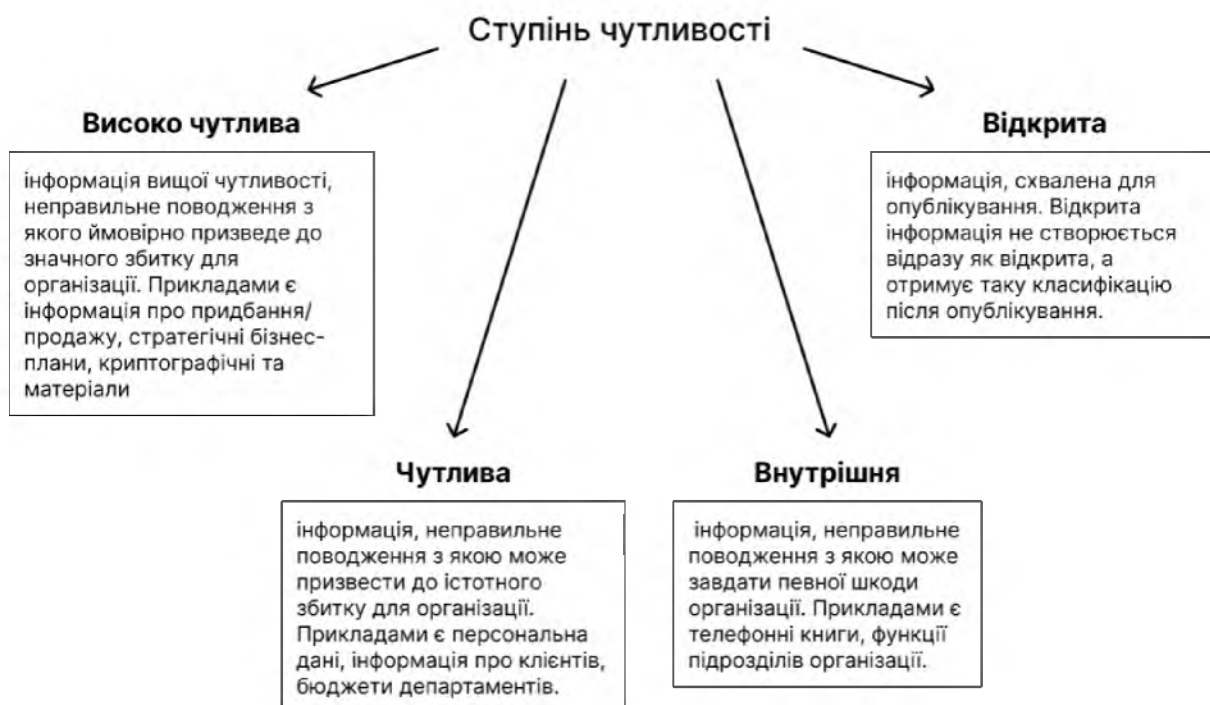 Ступінь чутливості
Високо чутлива
інформація вищої чутливості,
неправильне поводження з
якого ймовірно призведе до
значного збитку для
організації. Прикладами є
інформація про придбання/
продажу, стратегічні бізнес-
плани, криптографічні та
матеріали
Відкрита
інформація, схвалена для
опублікування. Відкрита
інформація не створюється
відразу як відкрита, а
отримує таку класифікацію
після опублікування.
Чутлива
інформація, неправильне
поводження з якою може
призвести до істотного
збитку для організації.
Прикладами є персональна
дані, інформація про клієнтів,
бюджети департаментів.
Внутрішня
інформація, неправильне
поводження з якою може
завдати певної шкоди
організації. Прикладами є
телефонні книги, функції
підрозділів організації.